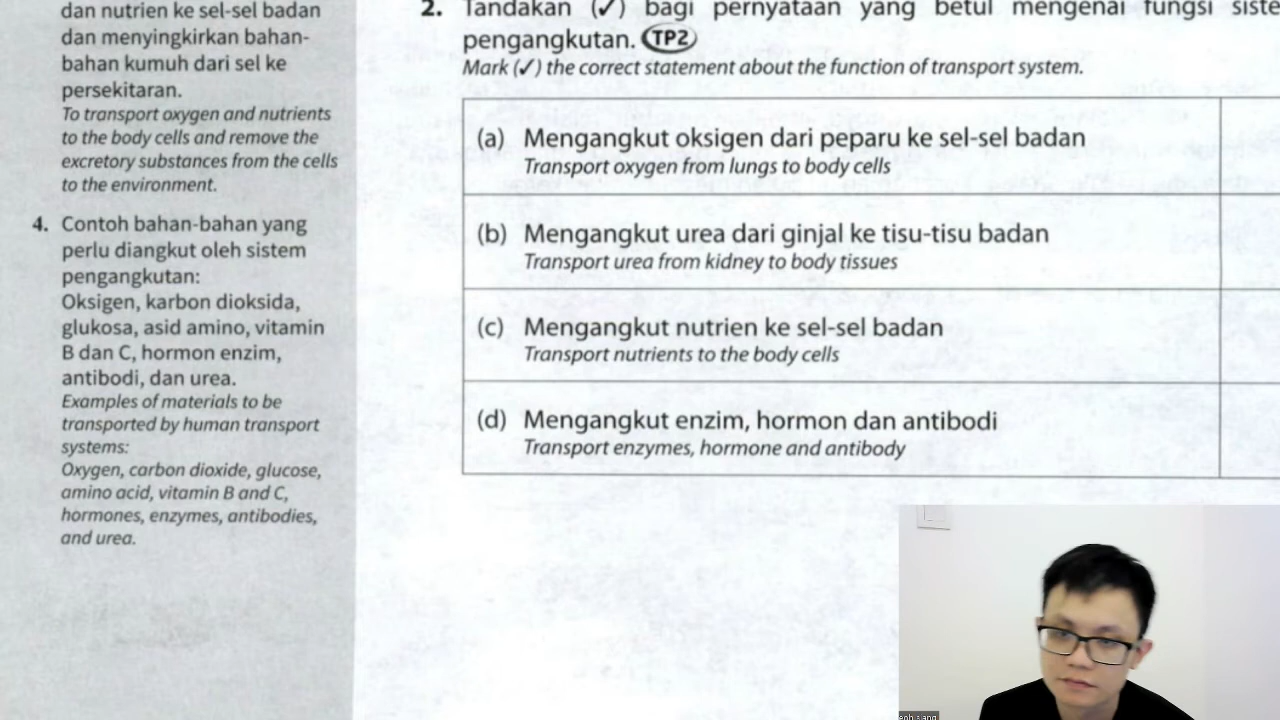 dan nutrien ke sel-sel badan
dan menyingkirkan bahan-
bahan kumuh dari sel ke
persekitaran.
To transport oxygen and nutrients
to the body cells and remove the
excretory substances from the cells
to the environment.
4. Contoh bahan-bahan yang
perlu diangkut oleh sistem
pengangkutan:
Oksigen, karbon dioksida,
glukosa, asid amino, vitamin
B dan C, hormon enzim,
antibodi, dan urea.
Examples of materials to be
transported by human transport
systems:
Oxygen, carbon dioxide, glucose,
amino acid, vitamin B and C,
hormones, enzymes, antibodies,
and urea.
2. Tandakan (✓) bagi pernyataan yang betul mengenai fungsi siste
pengangkutan. TP2
Mark (✓) the correct statement about the function of transport system.
(a) Mengangkut oksigen dari peparu ke sel-sel badan
Transport oxygen from lungs to body cells
(b) Mengangkut urea dari ginjal ke tisu-tisu badan
Transport urea from kidney to body tissues
(c) Mengangkut nutrien ke sel-sel badan
Transport nutrients to the body cells
(d) Mengangkut enzim, hormon dan antibodi
Transport enzymes, hormone and antibody